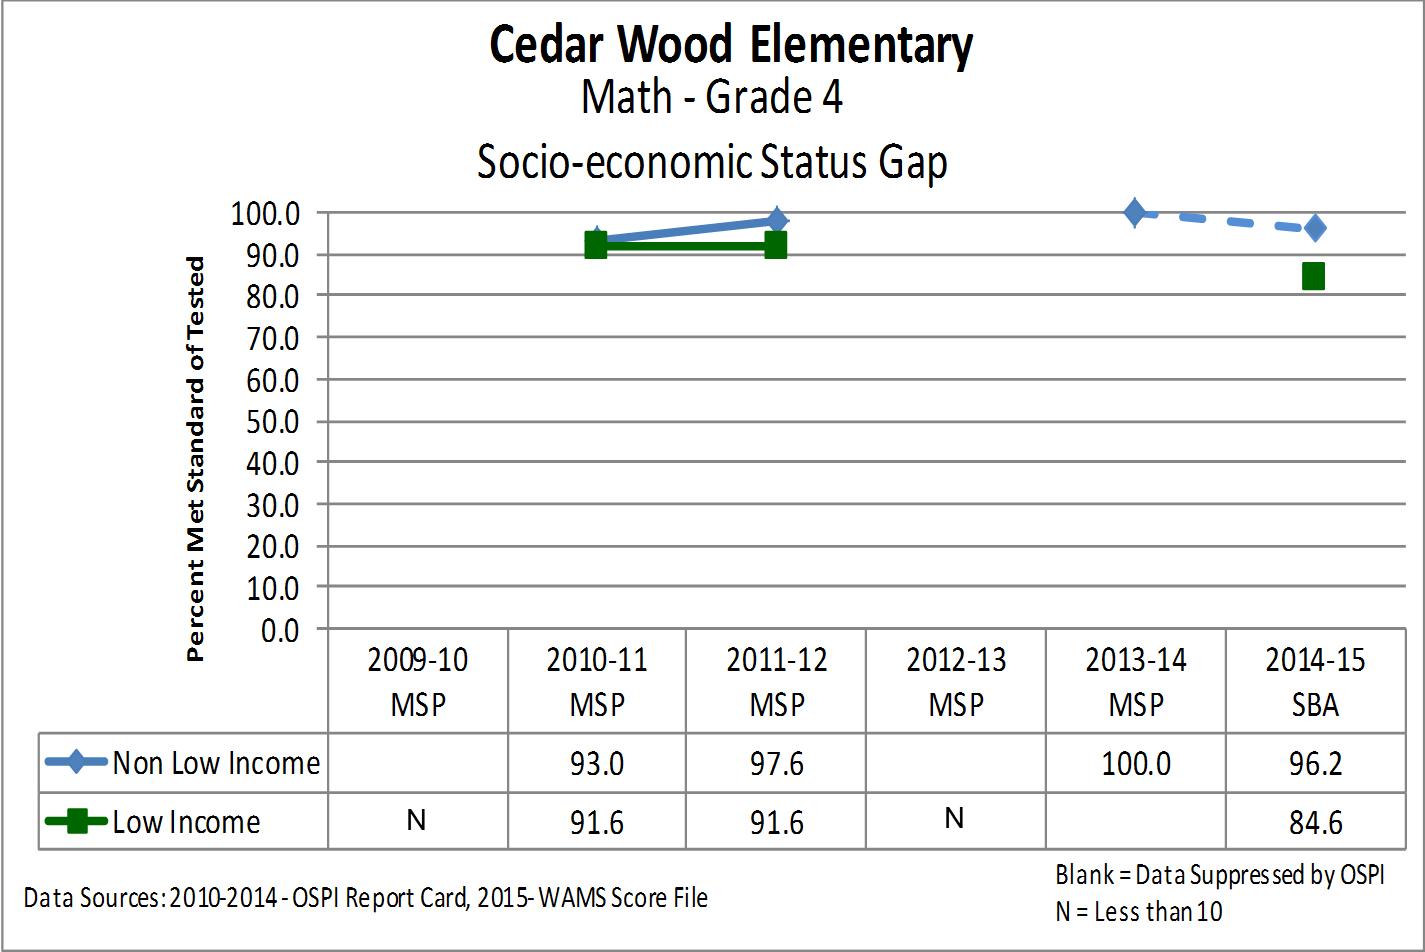 Cedar Wood Elementary
Math - Grade 4
Socio-economic Status Gap
Percent Met Standard of Tested
100.0
90.0
80.0
70.0
60.0
50.0
40.0
30.0
20.0
10.0
0.0
2009-10 2010-11 2011-12 2012-13 2013-14 2014-15
MSP MSP MSP MSP MSP SBA
Non Low Income 93.0 97.6 100.0 96.2
Low Income N 91.6 91.6 N 84.6
Data Sources: 2010-2014 - OSPI Report Card, 2015- WAMS Score File
Blank = Data Suppressed by OSPI
N = Less than 10